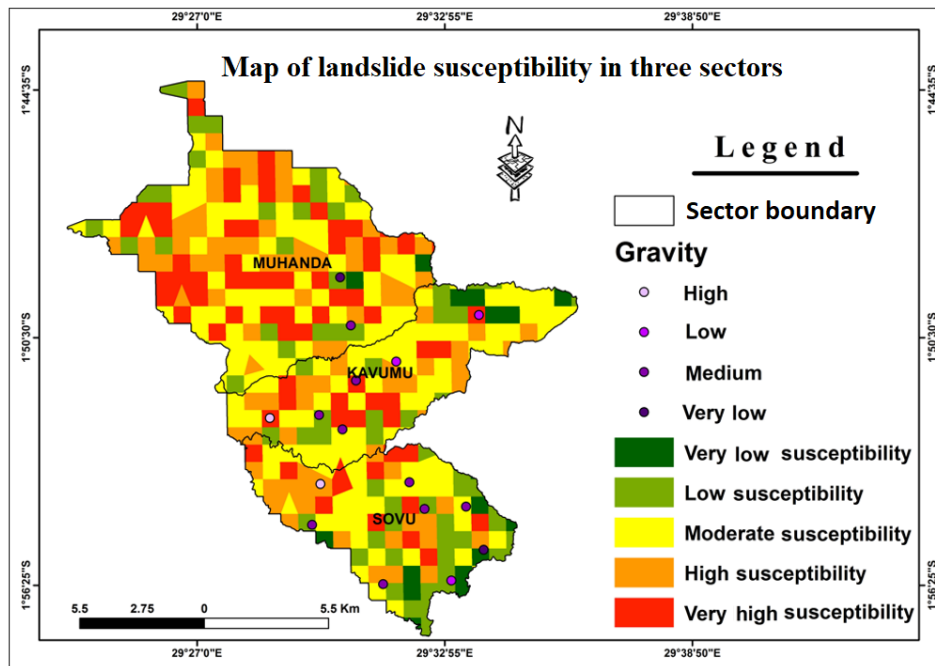 29°27'0"E 29°32'55"E 29°38'50"E
Map of landslide susceptibility in three sectors
1°44'35"S 1°44'35"S
N
Legend
Sector boundary
Gravity
High
Low
Medium
Very low
Very low susceptibility
Low susceptibility
Moderate susceptibility
High susceptibility
Very high susceptibility
MUHANDA
1°50'30"S 1°50'30"S
KAVUMU
SOVU
1°56'25"S 1°56'25"S
5.5 2.75 0 5.5 Km
29°27'0"E 29°32'55"E 29°38'50"E